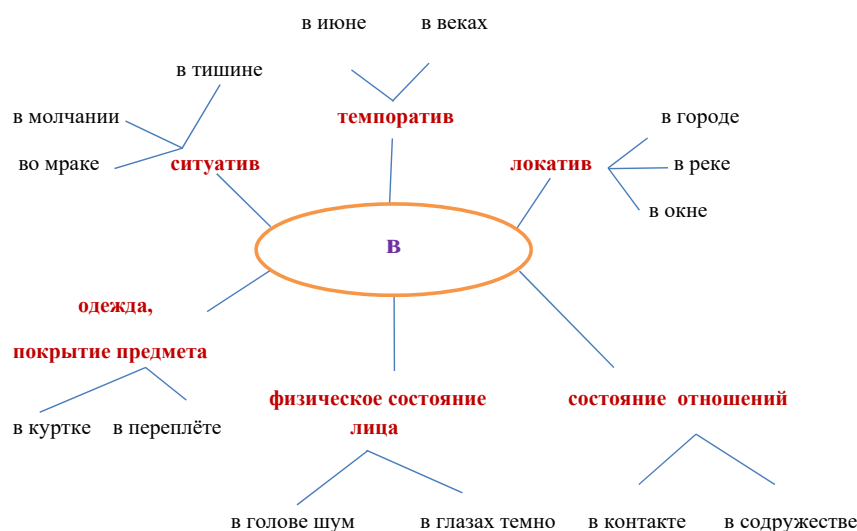 в июне
в веках
в тишине
в молчании
темпоратив
в городе
во мраке
ситуатив
локатив
в реке
в окне
в
одежда,
покрытие предмета
физическое состояние
лица
состояние отношений
в куртке
в переплёте
в голове шум
в глазах темно
в контакте
в содружестве